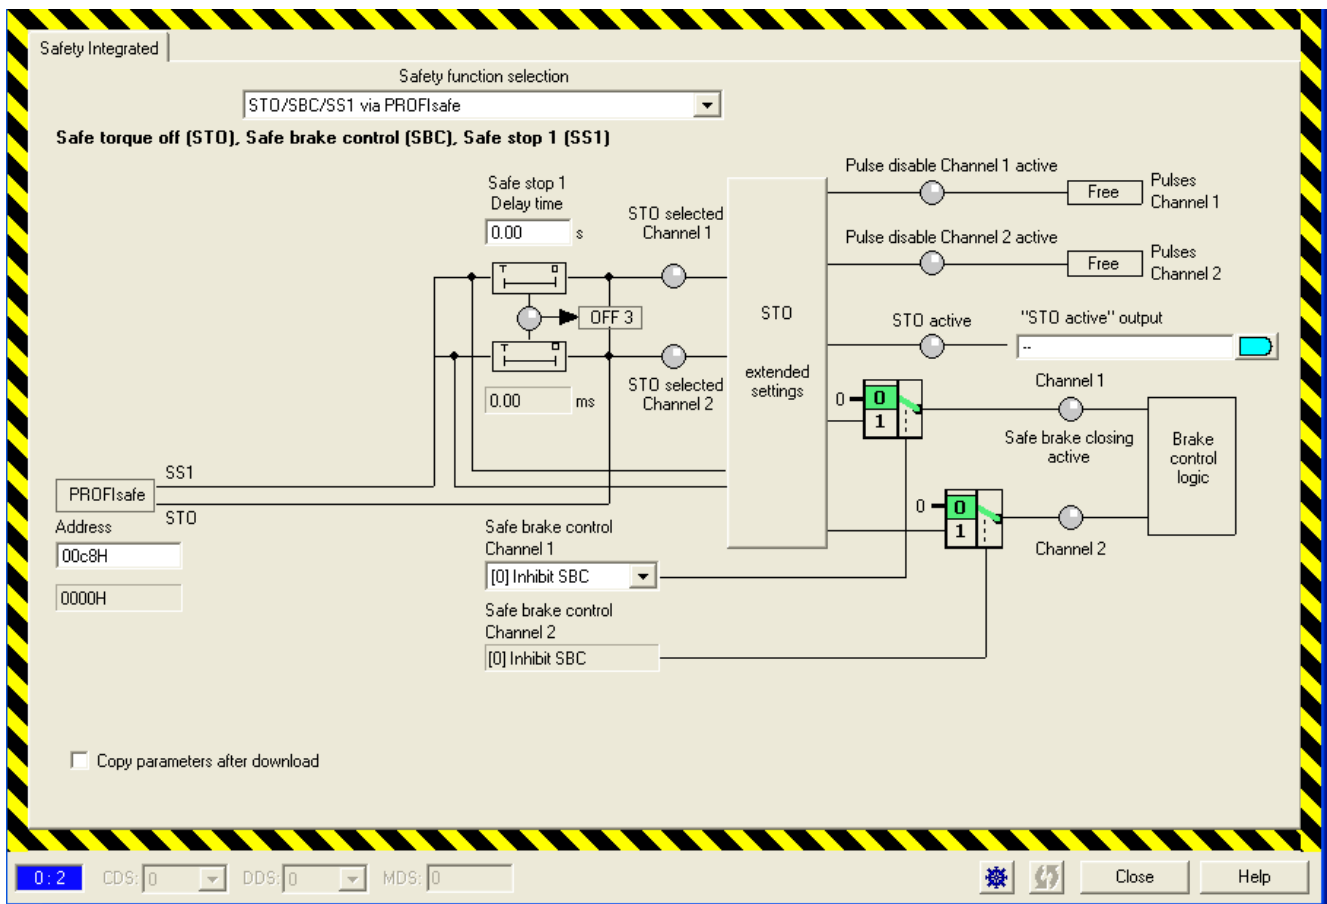 Safety Integrated
Safety function selection
STO/SBC/SS1 via PROFIsafe
Safe torque off (STO), Safe brake control (SBC), Safe stop 1 (SS1)
Safe stop 1
Delay time
0.00 s
STO selected
Channel 1
Pulse disable Channel 1 active
Free
Pulses
Channel 1
Pulse disable Channel 2 active
Free
Pulses
Channel 2
T 0
OFF 3
T 0
STO
extended
settings
STO active
"STO active" output
--
0.00 ms
STO selected
Channel 2
0 0
1
Channel 1
Safe brake closing
active
Brake
control
logic
0 0
1
Channel 2
PROFIsafe
SS1
STO
Address
00c8H
0000H
Safe brake control
Channel 1
[0] Inhibit SBC
Safe brake control
Channel 2
[0] Inhibit SBC
Copy parameters after download
0 : 2 CDS: 0 DDS: 0 MDS: 0 Close Help